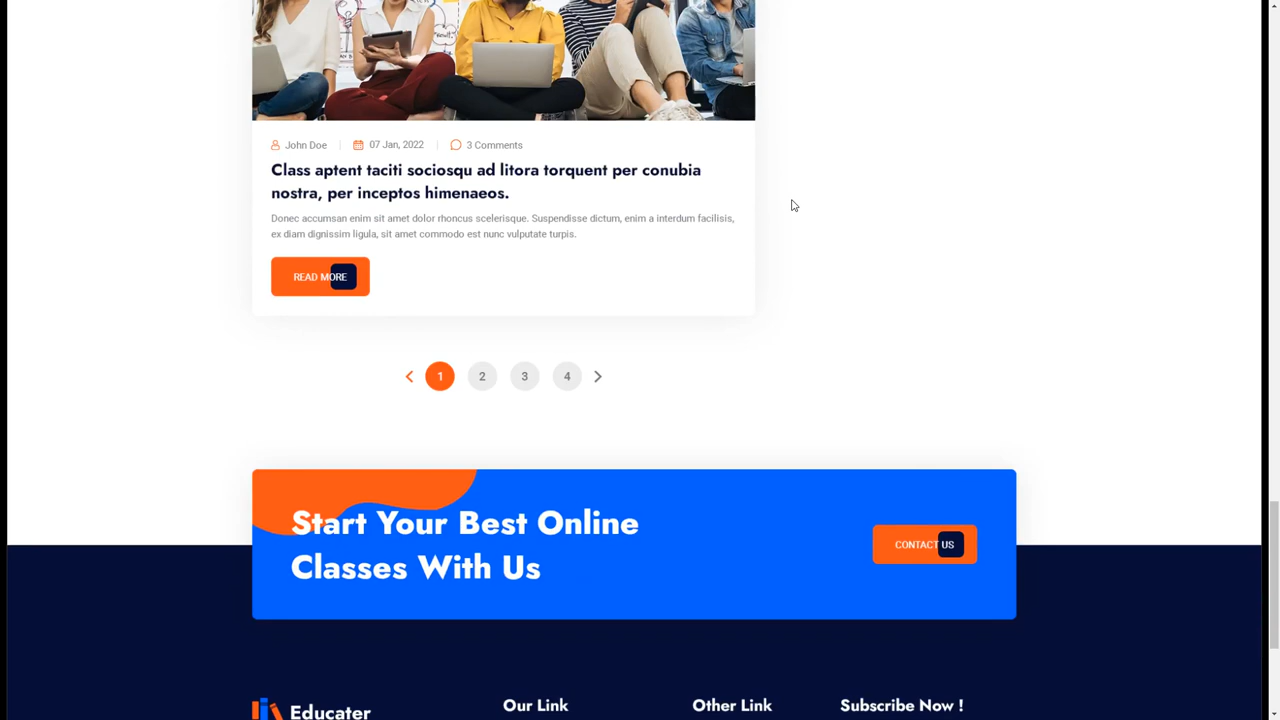 Result!
John Doe 07 Jan, 2022 3 Comments
Class aptent taciti sociosqu ad litora torquent per conubia
nostra, per inceptos himenaeos.
Donec accumsan enim sit amet dolor rhoncus scelerisque. Suspendisse dictum, enim a interdum facilisis,
ex diam dignissim ligula, sit amet commodo est nunc vulputate turpis.
READ MORE
1 2 3 4
Start Your Best Online
Classes With Us
CONTACT US
Educater
Our Link
Other Link
Subscribe Now !